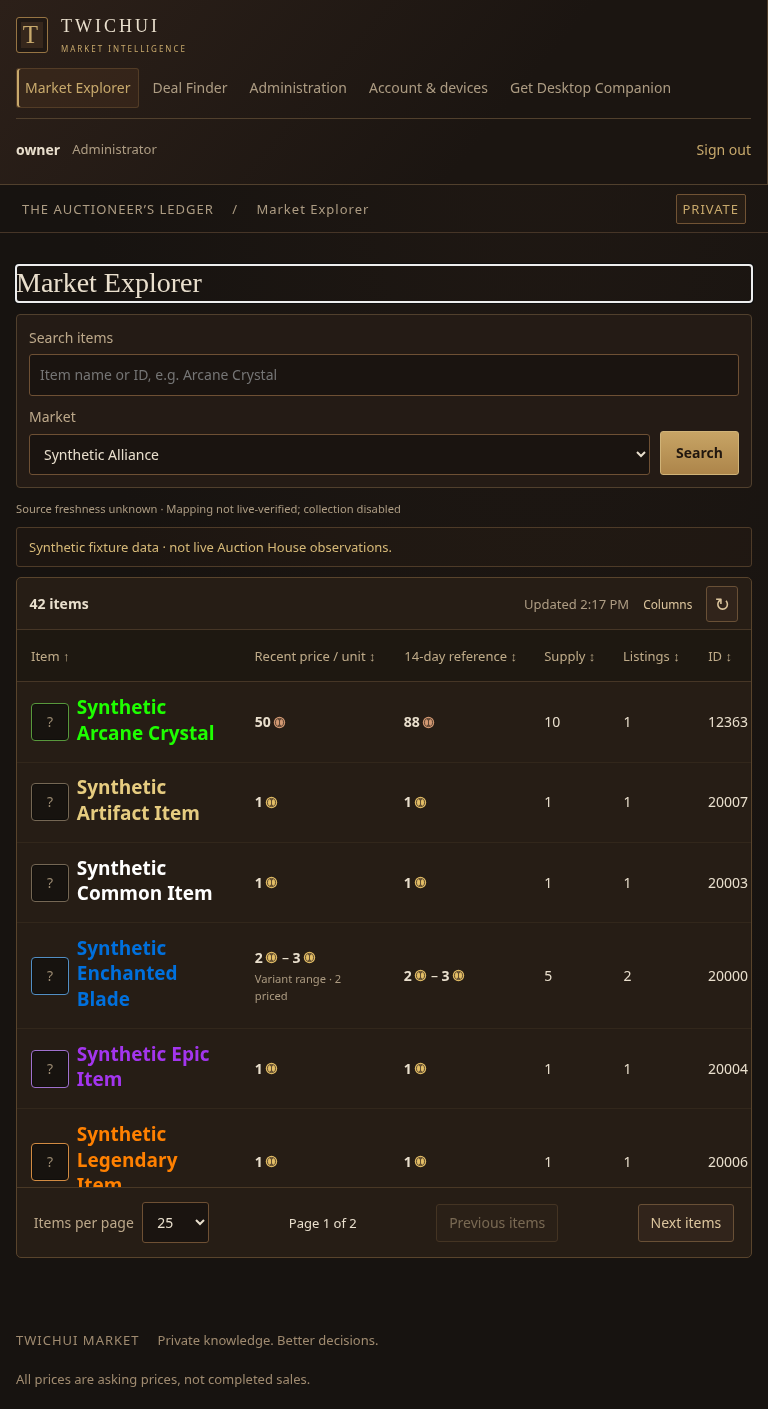 T TWICHUI
MARKET INTELLIGENCE
Market Explorer Deal Finder Administration Account & devices Get Desktop Companion
owner Administrator Sign out
THE AUCTIONEER’S LEDGER / Market Explorer PRIVATE
Market Explorer
Search items
Item name or ID, e.g. Arcane Crystal
Market
Synthetic Alliance Search
Source freshness unknown · Mapping not live-verified; collection disabled
Synthetic fixture data · not live Auction House observations.
42 items Updated 2:17 PM Columns ↻
Item ↑ Recent price / unit ↕ 14-day reference ↕ Supply ↕ Listings ↕ ID ↕
? Synthetic
Arcane Crystal 50 88 10 1 12363
? Synthetic
Artifact Item 1 1 1 1 20007
? Synthetic
Common Item 1 1 1 1 20003
? Synthetic
Enchanted
Blade 2 – 3 2 – 3 5 2 20000
Variant range · 2
priced
? Synthetic Epic
Item 1 1 1 1 20004
? Synthetic
Legendary
Item 1 1 1 1 20006
Items per page 25 Page 1 of 2 Previous items Next items
TWICHUI MARKET Private knowledge. Better decisions.
All prices are asking prices, not completed sales.